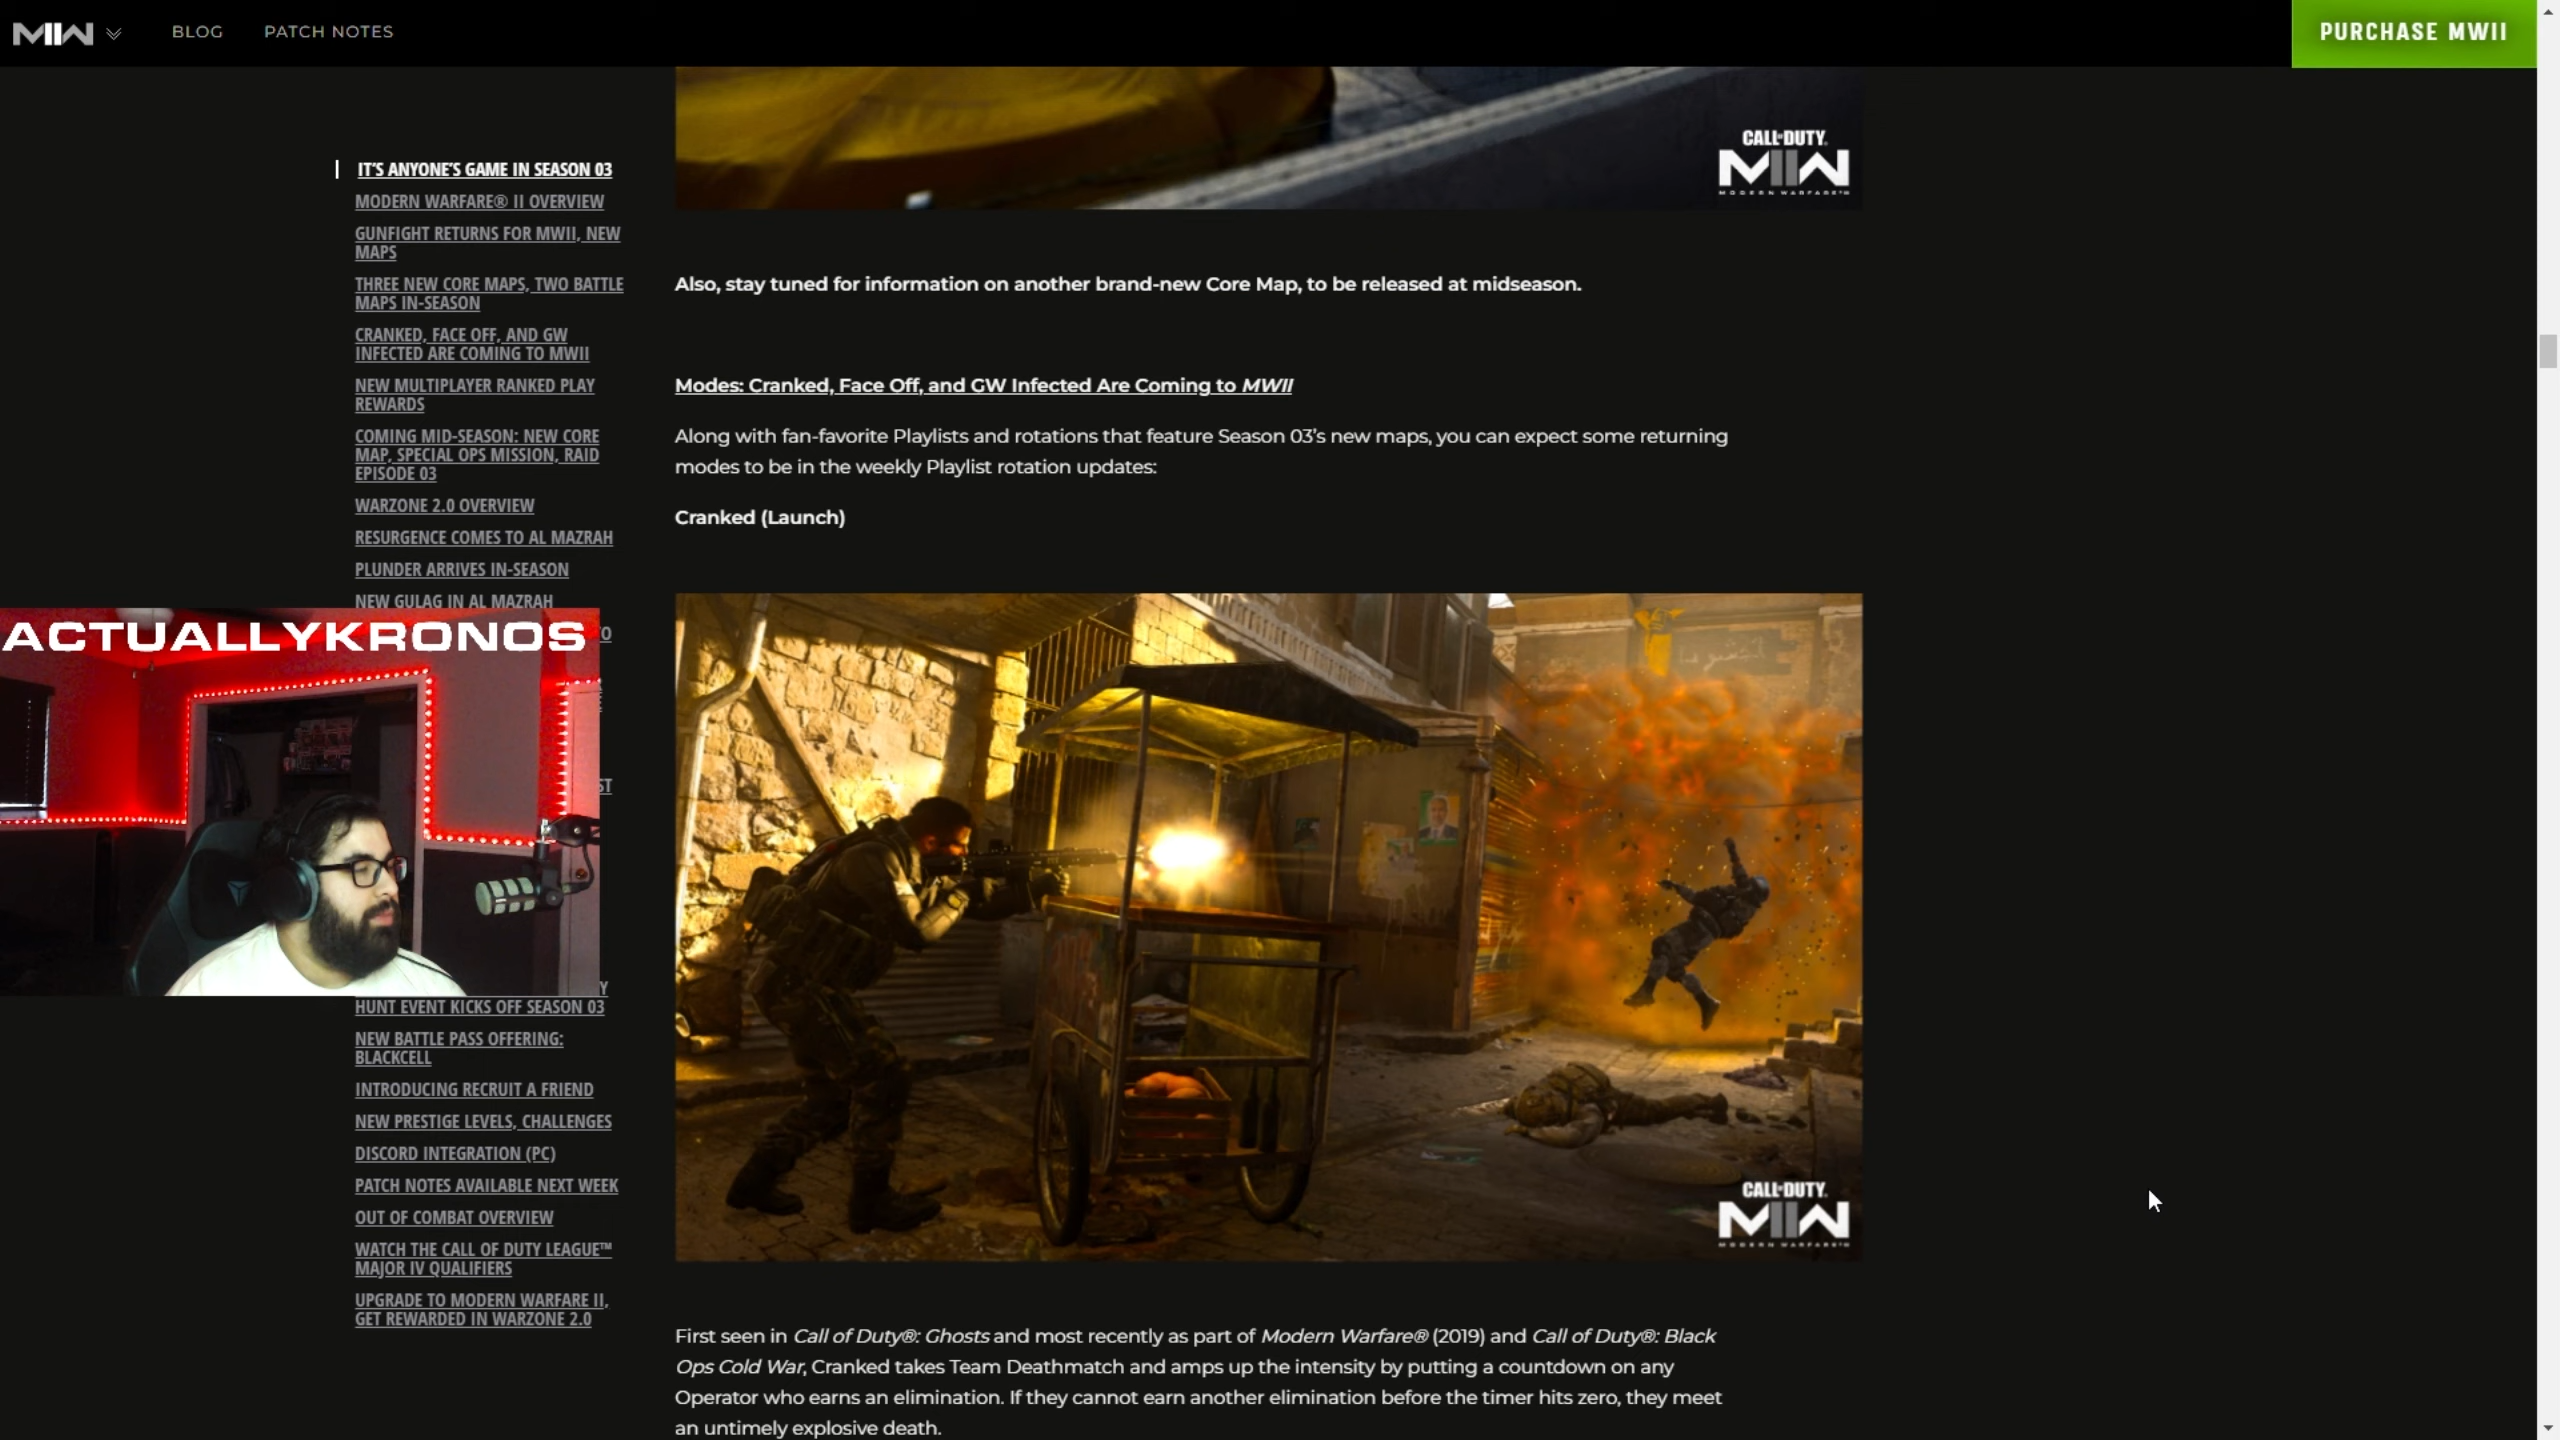 MWII
BLOG
PATCH NOTES
PURCHASE MWII
IT'S ANYONE'S GAME IN SEASON 03
MODERN WARFARE® II OVERVIEW
GUNFIGHT RETURNS FOR MWII, NEW
MAPS
THREE NEW CORE MAPS, TWO BATTLE
MAPS IN-SEASON
CRANKED, FACE OFF, AND GW
INFECTED ARE COMING TO MWII
NEW MULTIPLAYER RANKED PLAY
REWARDS
COMING MID-SEASON: NEW CORE
MAP, SPECIAL OPS MISSION, RAID
EPISODE 03
WARZONE 2.0 OVERVIEW
RESURGENCE COMES TO AL MAZRAH
PLUNDER ARRIVES IN-SEASON
NEW GULAG IN AL MAZRAH
ACTUALLYKRONOS
HUNT EVENT KICKS OFF SEASON 03
NEW BATTLE PASS OFFERING:
BLACKCELL
INTRODUCING RECRUIT A FRIEND
NEW PRESTIGE LEVELS, CHALLENGES
DISCORD INTEGRATION (PC)
PATCH NOTES AVAILABLE NEXT WEEK
OUT OF COMBAT OVERVIEW
WATCH THE CALL OF DUTY LEAGUE™
MAJOR IV QUALIFIERS
UPGRADE TO MODERN WARFARE II,
GET REWARDED IN WARZONE 2.0
CALL OF DUTY
MWII
MODERN WARFARE II
Also, stay tuned for information on another brand-new Core Map, to be released at midseason.
Modes: Cranked, Face Off, and GW Infected Are Coming to MWII
Along with fan-favorite Playlists and rotations that feature Season 03's new maps, you can expect some returning
modes to be in the weekly Playlist rotation updates:
Cranked (Launch)
CALL OF DUTY
MWII
MODERN WARFARE II
First seen in Call of Duty®: Ghosts and most recently as part of Modern Warfare® (2019) and Call of Duty®: Black
Ops Cold War, Cranked takes Team Deathmatch and amps up the intensity by putting a countdown on any
Operator who earns an elimination. If they cannot earn another elimination before the timer hits zero, they meet
an untimely explosive death.